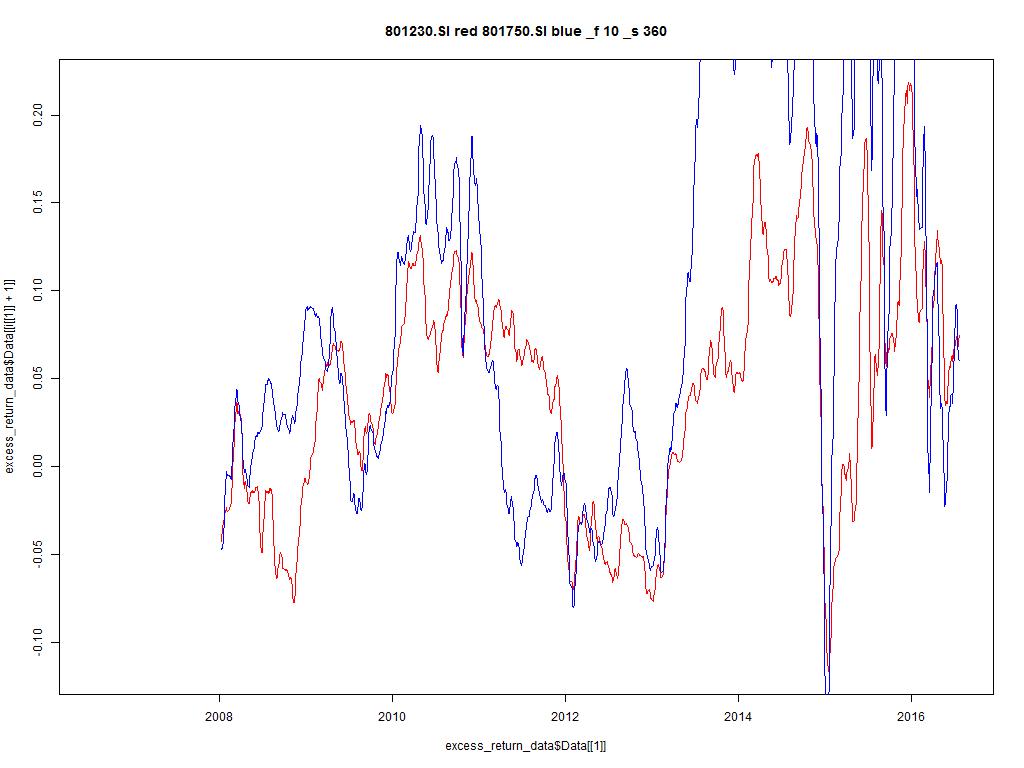 801230.SI red 801750.SI blue _f 10 _s 360
excess_return_data$Data[[i[[1]] + 1]]
0.20
0.15
0.10
0.05
0.00
-0.05
-0.10
2008 2010 2012 2014 2016
excess_return_data$Data[[1]]